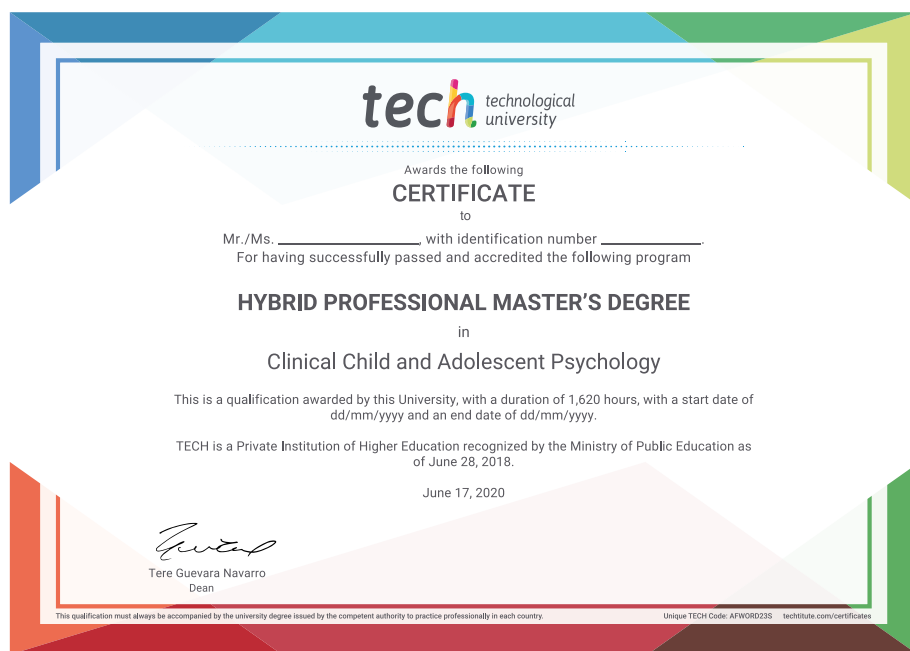 tech technological
university
Awards the following
CERTIFICATE
to
Mr./Ms. ____________________, with identification number ______________.
For having successfully passed and accredited the following program
HYBRID PROFESSIONAL MASTER'S DEGREE
in
Clinical Child and Adolescent Psychology
This is a qualification awarded by this University, with a duration of 1,620 hours, with a start date of
dd/mm/yyyy and an end date of dd/mm/yyyy.
TECH is a Private Institution of Higher Education recognized by the Ministry of Public Education as
of June 28, 2018.
June 17, 2020
Tere Guevara Navarro
Dean
This qualification must always be accompanied by the university degree issued by the competent authority to practice professionally in each country. Unique TECH Code: AFWORD23S techtitute.com/certificates